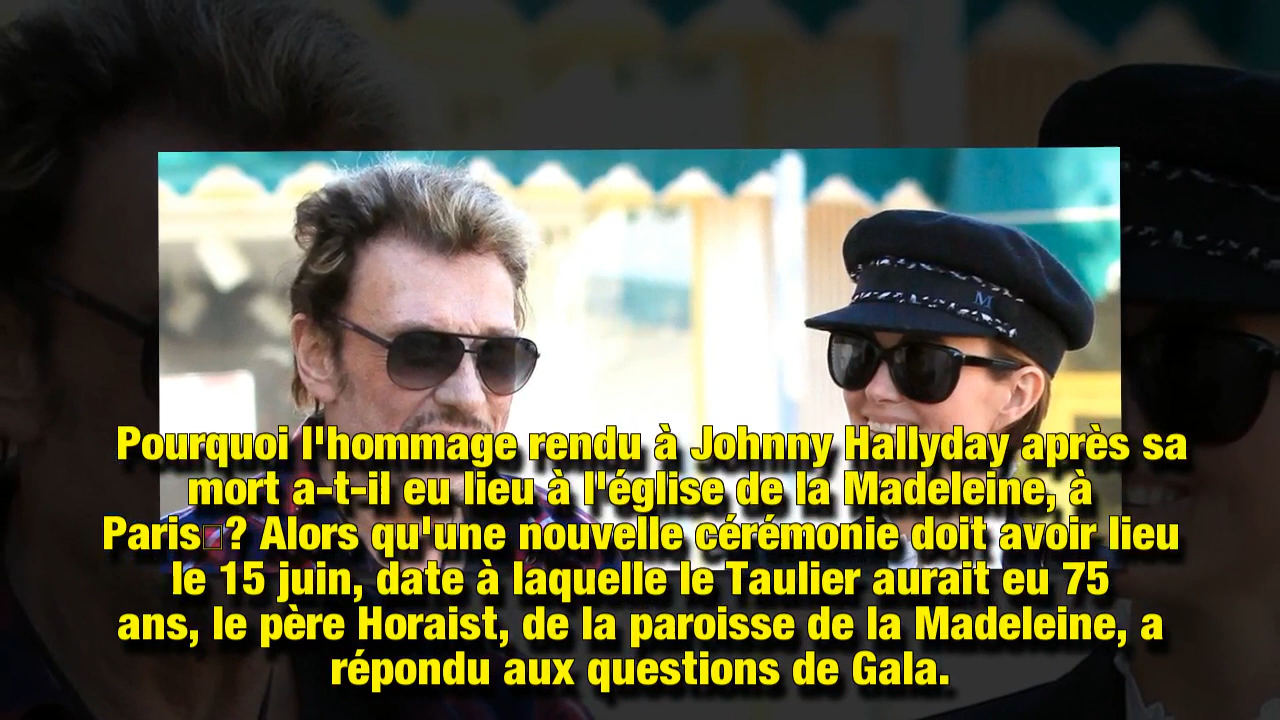 M
Pourquoi l'hommage rendu à Johnny Hallyday après sa
mort a-t-il eu lieu à l'église de la Madeleine, à
Paris ? Alors qu'une nouvelle cérémonie doit avoir lieu
le 15 juin, date à laquelle le Taulier aurait eu 75
ans, le père Horaist, de la paroisse de la Madeleine, a
répondu aux questions de Gala.